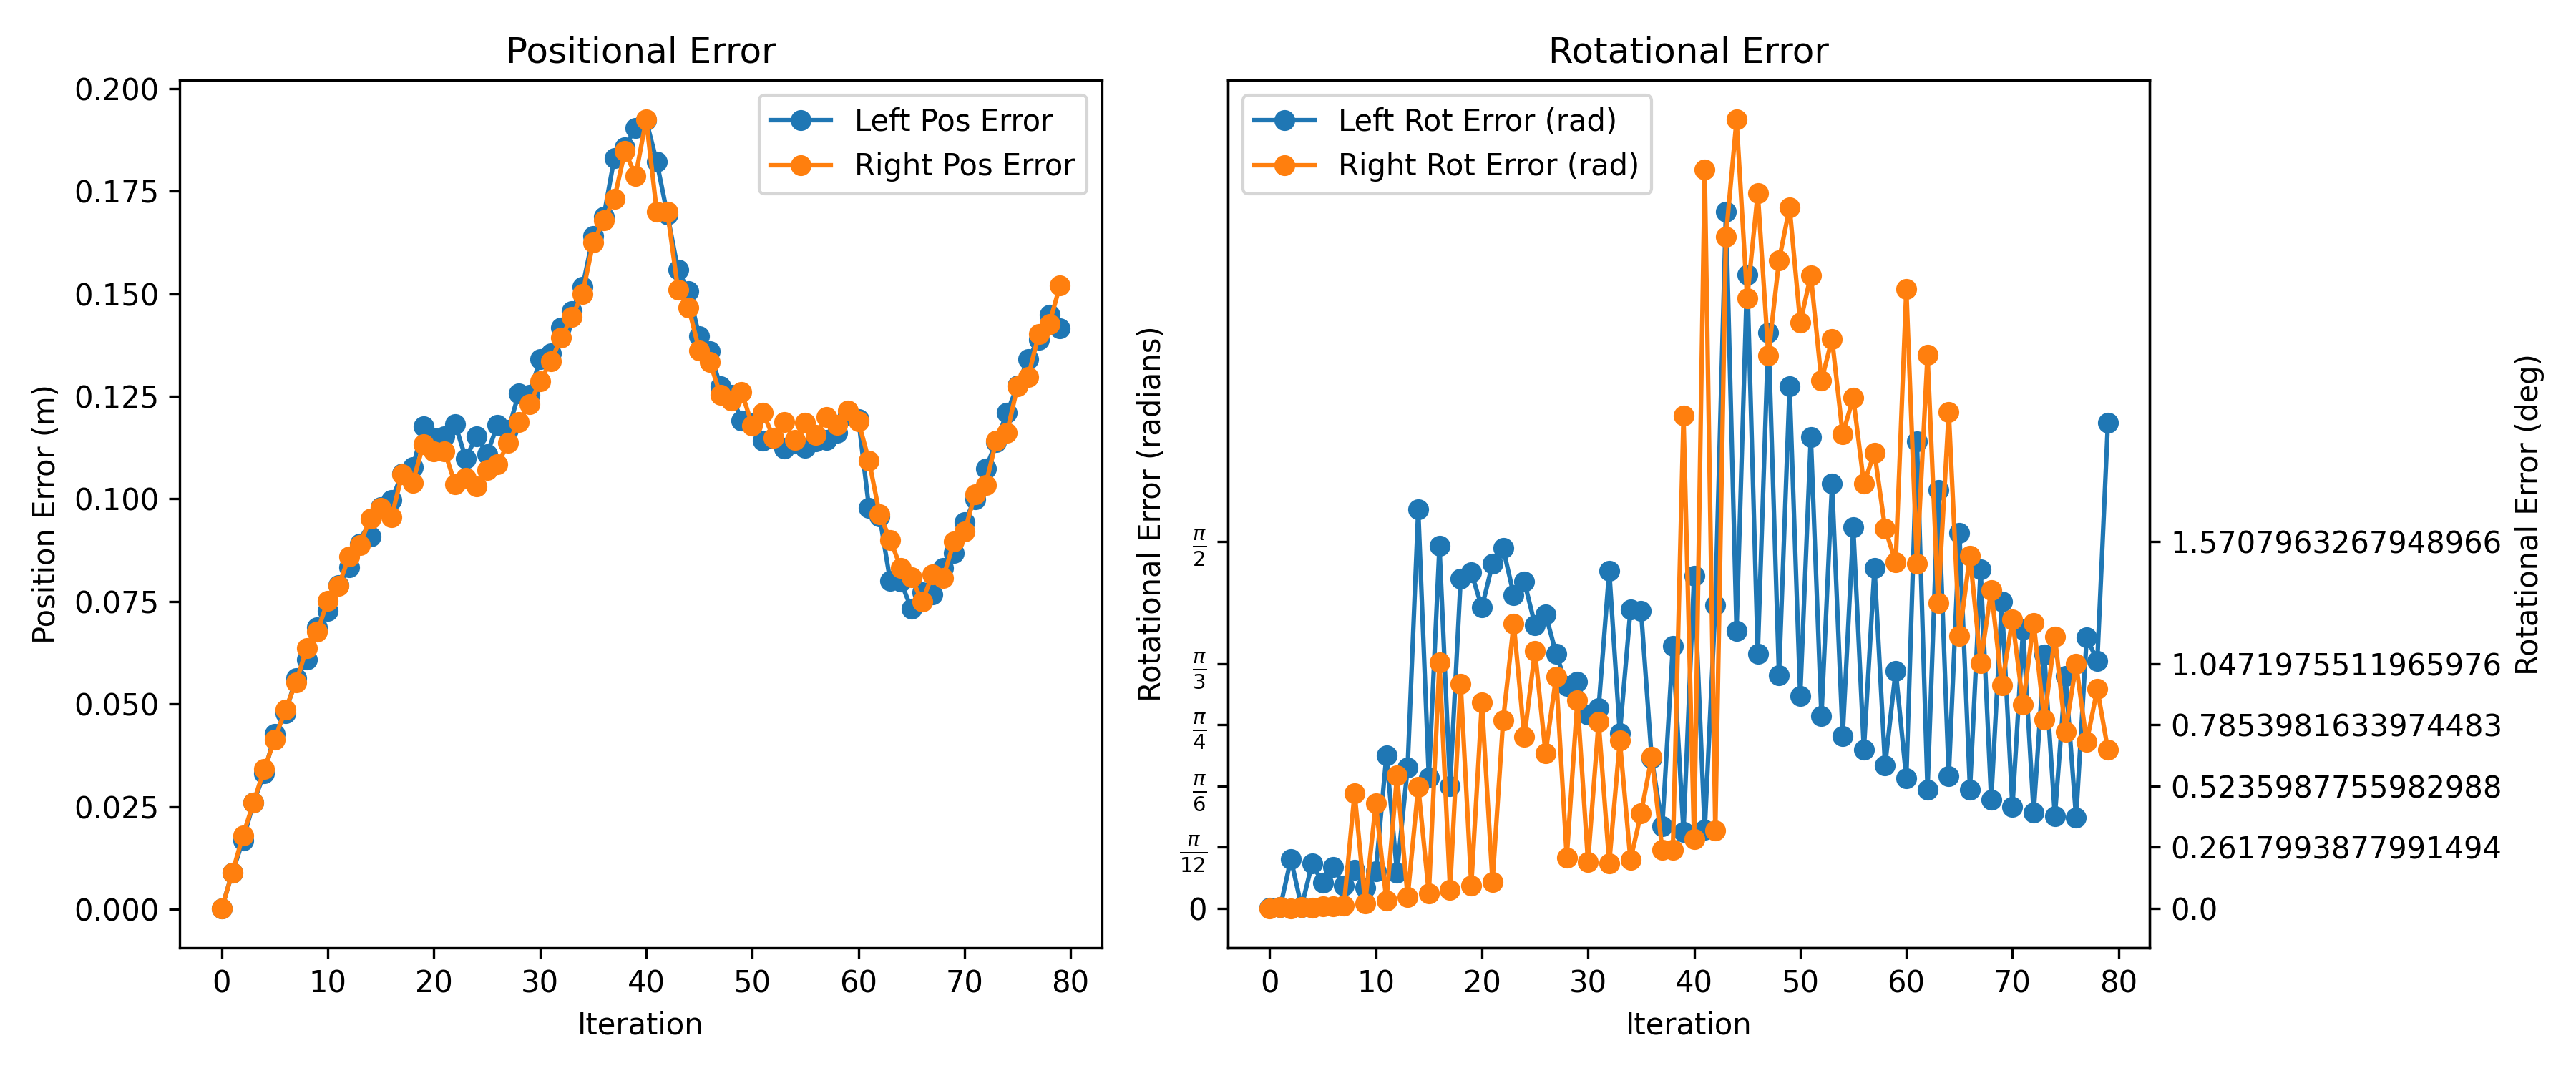 Positional Error
Position Error (m)
0.200
0.175
0.150
0.125
0.100
0.075
0.050
0.025
0.000
Left Pos Error
Right Pos Error
0 10 20 30 40 50 60 70 80
Iteration
Rotational Error
Rotational Error (radians)
π/2
π/3
π/4
π/6
π/12
0
Left Rot Error (rad)
Right Rot Error (rad)
0 10 20 30 40 50 60 70 80
Iteration
1.5707963267948966
1.0471975511965976
0.7853981633974483
0.5235987755982988
0.2617993877991494
0.0
Rotational Error (deg)